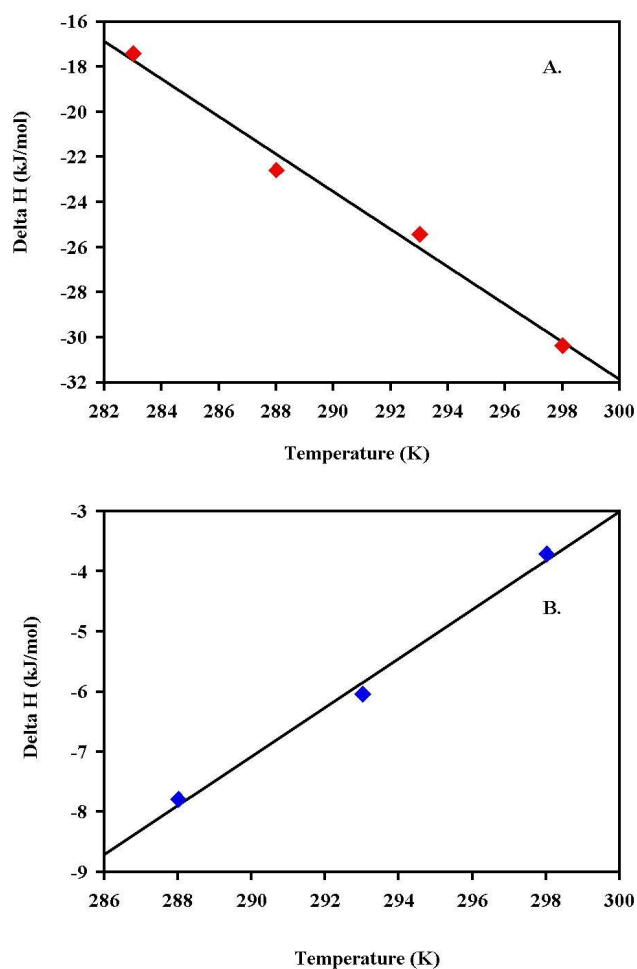 -16
-18
-20
-22
-24
-26
-28
-30
-32
Delta H (kJ/mol)
A.
282 284 286 288 290 292 294 296 298 300
Temperature (K)
-3
-4
-5
-6
-7
-8
-9
Delta H (kJ/mol)
B.
286 288 290 292 294 296 298 300
Temperature (K)